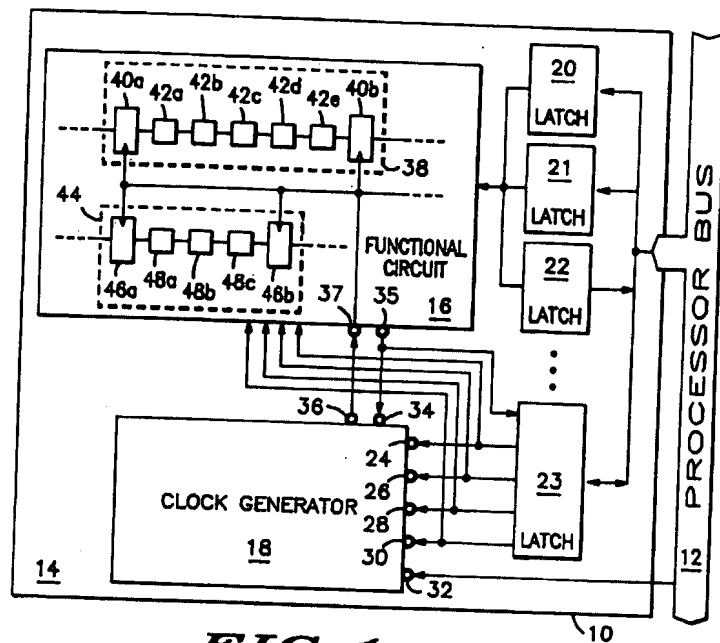 40a
42a
42b
42c
42d
42e
40b
38
44
46a
48a
48b
48c
46b
FUNCTIONAL
CIRCUIT
16
20
LATCH
21
LATCH
22
LATCH
23
LATCH
PROCESSOR BUS
12
37
35
36
34
24
26
28
30
32
CLOCK GENERATOR
18
14
10